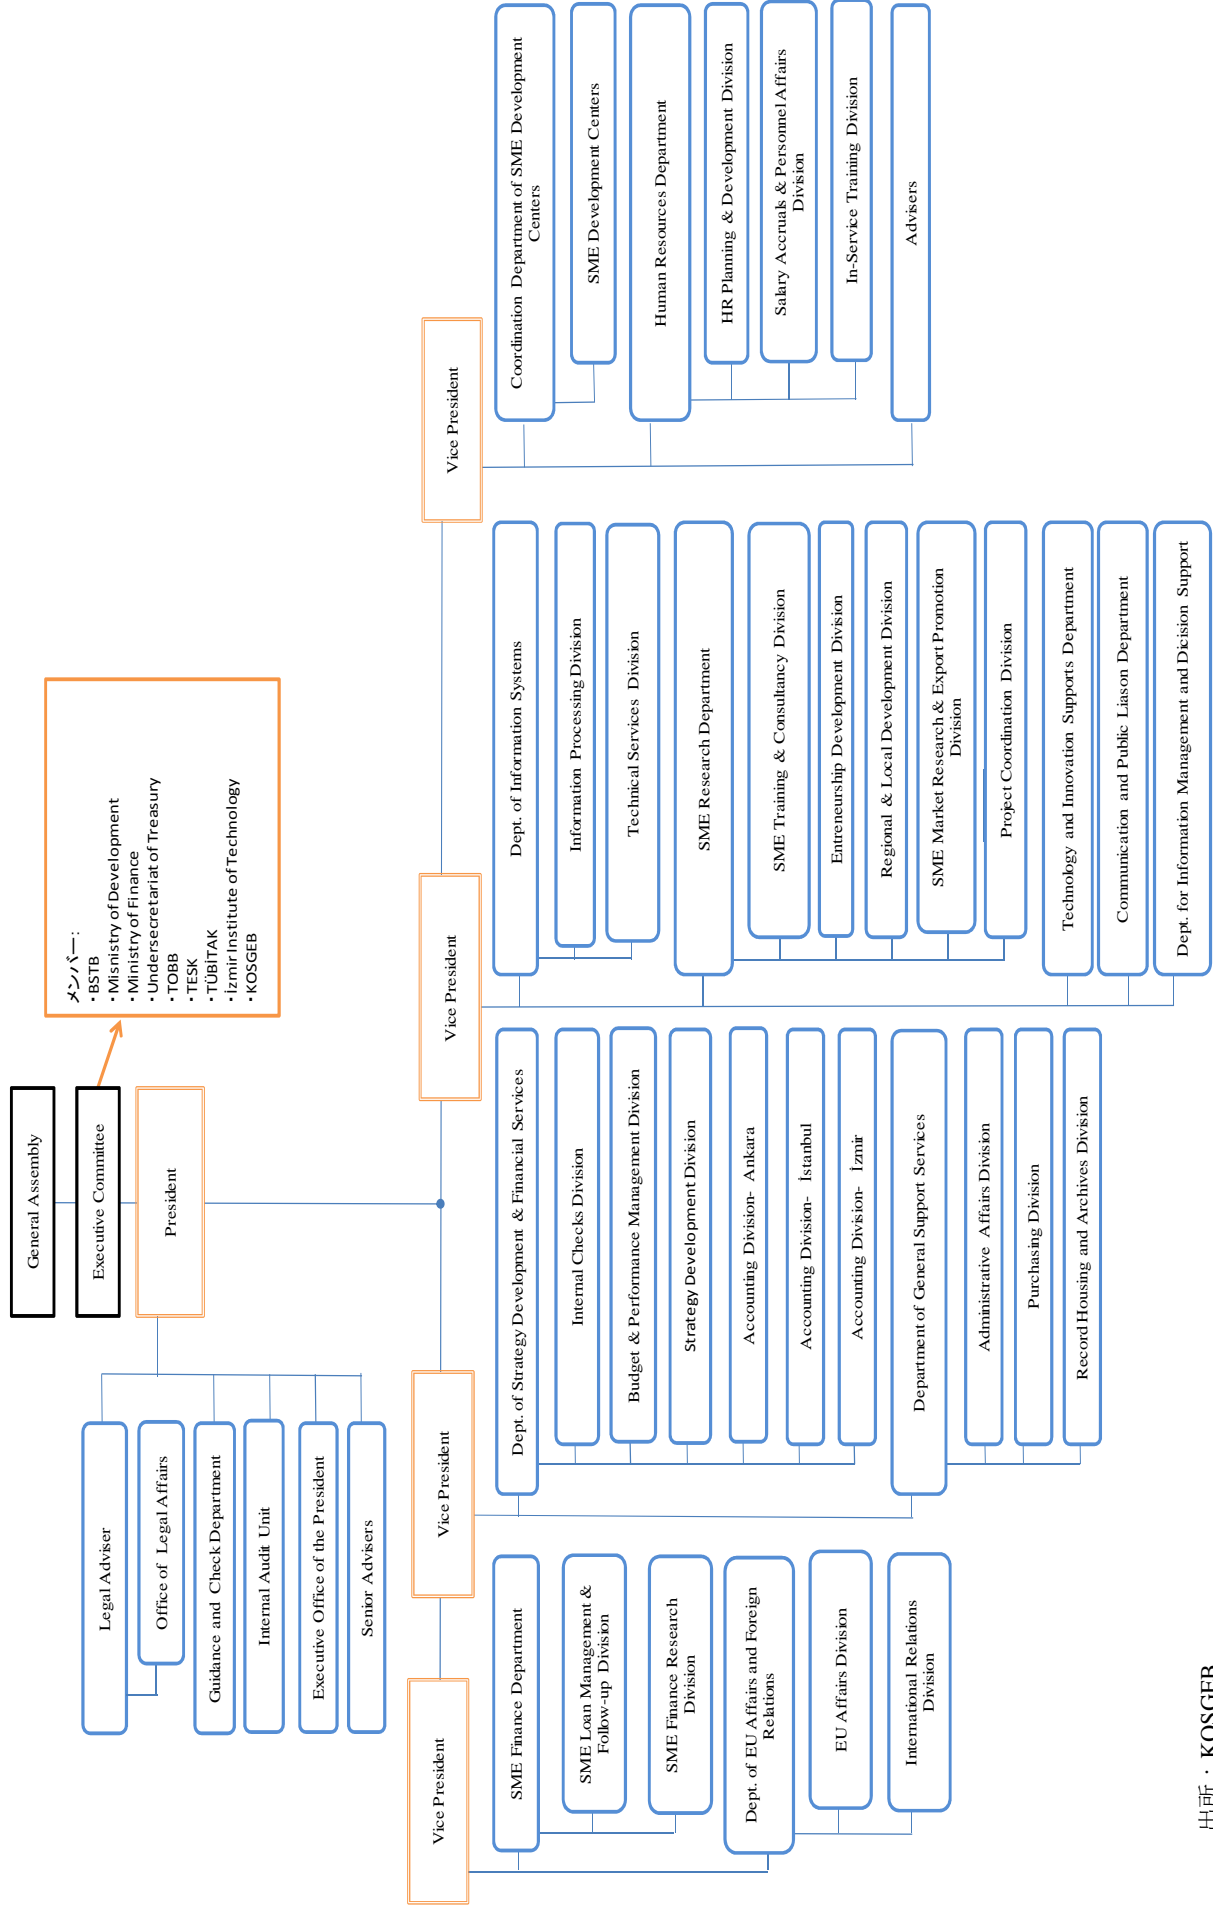 General Assembly
Executive Committee
President
メンバー：
・BSTB
・Misnistry of Development
・Ministry of Finance
・Undersecretariat of Treasury
・TOBB
・TESK
・TÜBİTAK
・İzmir Institute of Technology
・KOSGEB
Legal Adviser
Office of Legal Affairs
Guidance and Check Department
Internal Audit Unit
Executive Office of the President
Senior Advisers
Vice President
SME Finance Department
SME Loan Management &
Follow-up Division
SME Finance Research
Division
Dept. of EU Affairs and Foreign
Relations
EU Affairs Division
International Relations
Division
Vice President
Dept. of Strategy Development & Financial Services
Internal Checks Division
Budget & Performance Management Division
Strategy Development Division
Accounting Division- Ankara
Accounting Division- İstanbul
Accounting Division- İzmir
Department of General Support Services
Administrative Affairs Division
Purchasing Division
Record Housing and Archives Division
Vice President
Dept. of Information Systems
Information Processing Division
Technical Services Division
SME Research Department
SME Training & Consultancy Division
Entreneurship Development Division
Regional & Local Development Division
SME Market Research & Export Promotion
Division
Project Coordination Division
Technology and Innovation Supports Department
Communication and Public Liason Department
Dept. for Information Management and Dicision Support
Vice President
Coordination Department of SME Development
Centers
SME Development Centers
Human Resources Department
HR Planning & Development Division
Salary Accruals & Personnel Affairs
Division
In-Service Training Division
Advisers
出所：KOSGEB